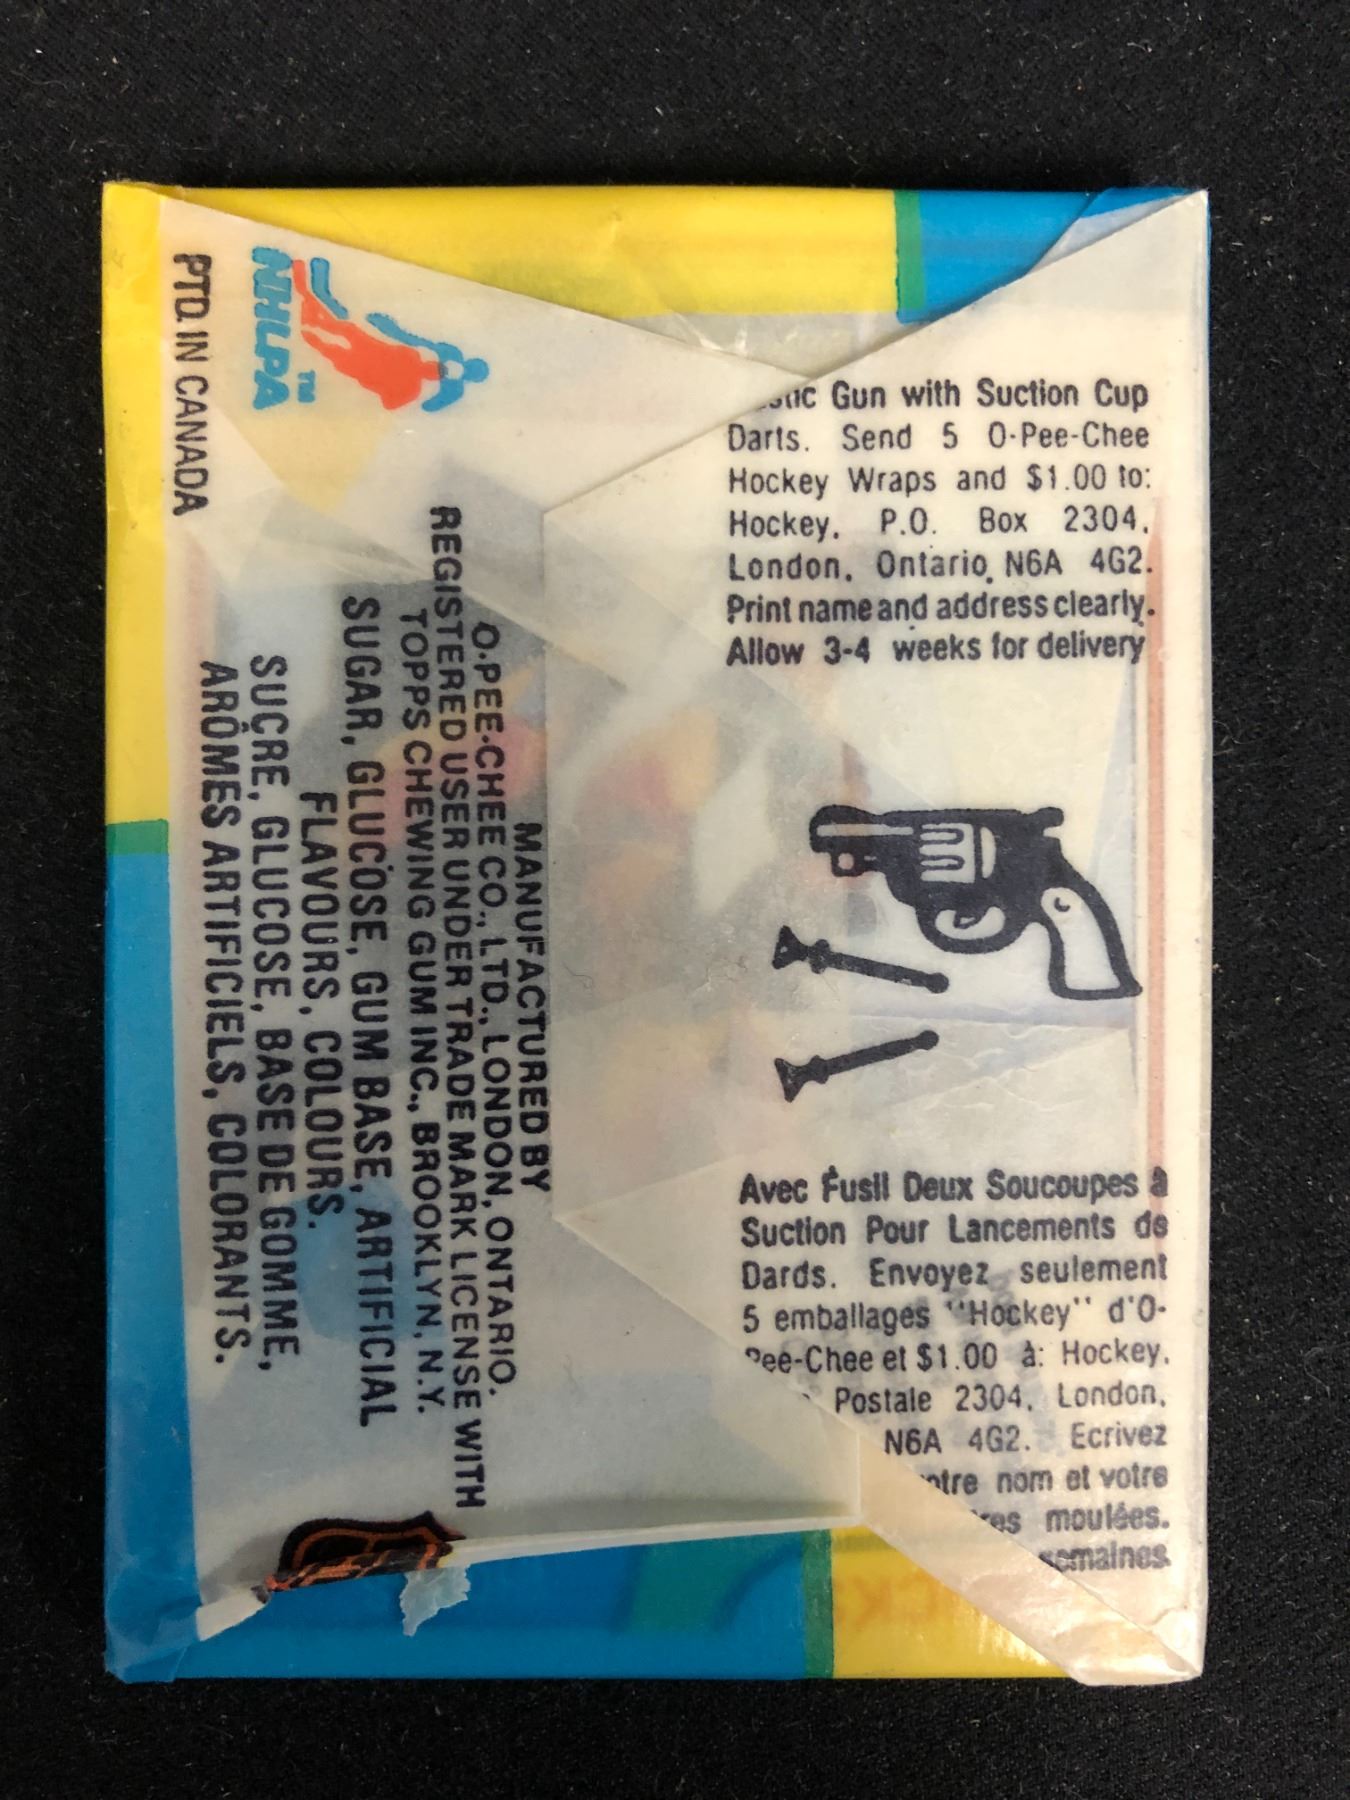 Gun with Suction Cup
Darts. Send 5 O-Pee-Chee
Hockey Wraps and $1.00 to:
Hockey, P.O. Box 2304,
London, Ontario, N6A 4G2.
Print name and address clearly.
Allow 3-4 weeks for delivery
Avec Fusil Deux Soucoupes à
Suction Pour Lancements de
Dards. Envoyez seulement
5 emballages "Hockey" d'O-
Pee-Chee et $1.00 à: Hockey,
Postale 2304, London,
N6A 4G2. Ecrivez
nom et votre
moulées.
semaines
NHLPA
TM
PTD. IN CANADA
MANUFACTURED BY
O-PEE-CHEE CO., LTD., LONDON, ONTARIO.
REGISTERED USER UNDER TRADE MARK LICENSE WITH
TOPPS CHEWING GUM INC., BROOKLYN, N.Y.
SUGAR, GLUCOSE, GUM BASE, ARTIFICIAL
FLAVOURS, COLOURS.
SUCRE, GLUCOSE, BASE DE GOMME,
ARÔMES ARTIFICIELS, COLORANTS.